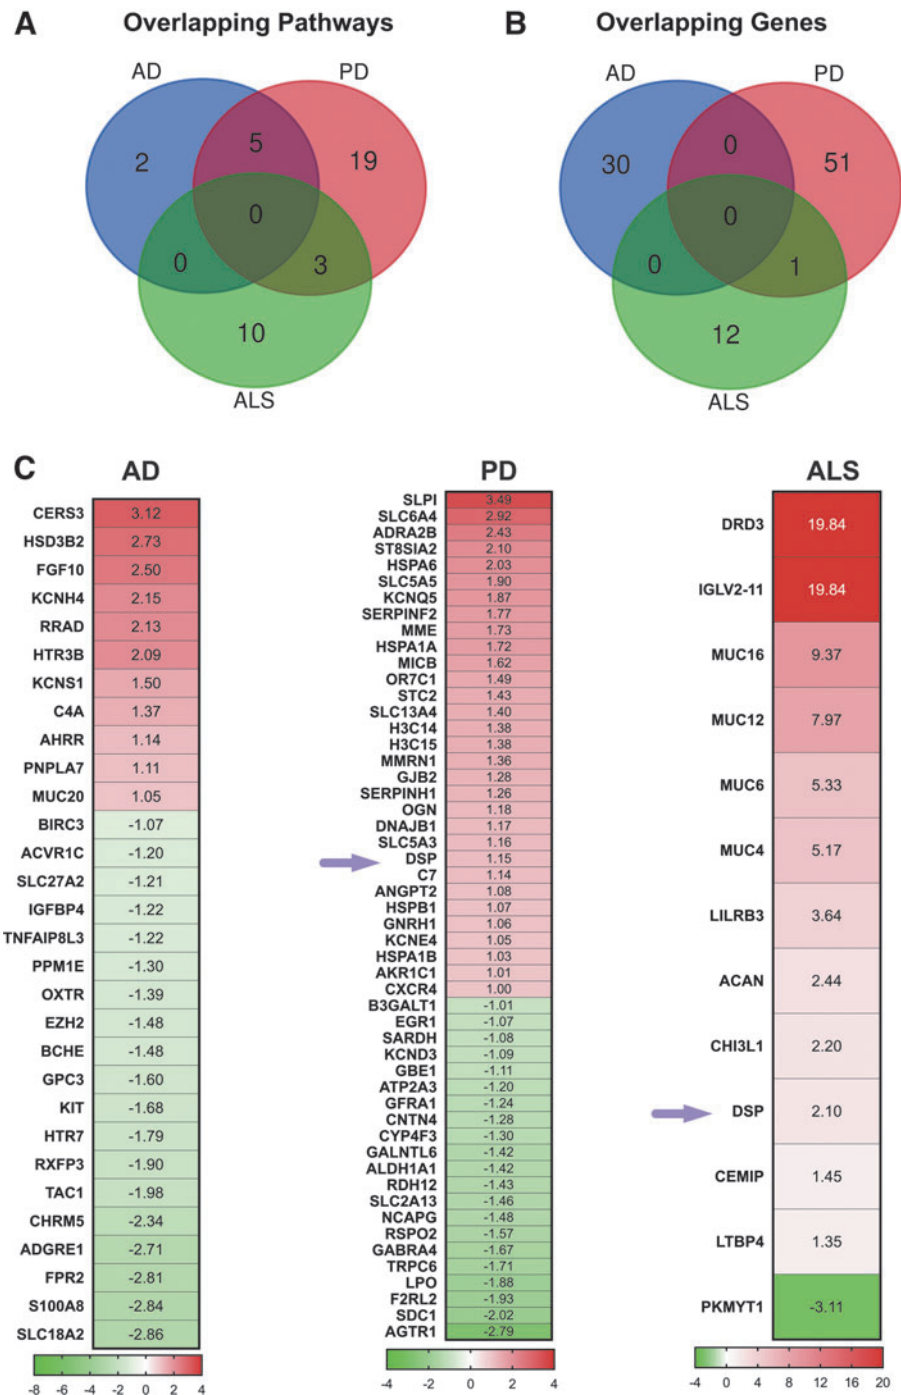 A Overlapping Pathways
AD
PD
2
5
19
0
0
3
10
ALS
B Overlapping Genes
AD
PD
30
0
51
0
0
1
12
ALS
C
AD
CERS3 3.12
HSD3B2 2.73
FGF10 2.50
KCNH4 2.15
RRAD 2.13
HTR3B 2.09
KCNS1 1.50
C4A 1.37
AHRR 1.14
PNPLA7 1.11
MUC20 1.05
BIRC3 -1.07
ACVR1C -1.20
SLC27A2 -1.21
IGFBP4 -1.22
TNFAIP8L3 -1.22
PPM1E -1.30
OXTR -1.39
EZH2 -1.48
BCHE -1.48
GPC3 -1.60
KIT -1.68
HTR7 -1.79
RXFP3 -1.90
TAC1 -1.98
CHRM5 -2.34
ADGRE1 -2.71
FPR2 -2.81
S100A8 -2.84
SLC18A2 -2.86
-8 -6 -4 -2 0 2 4
PD
SLPI 3.49
SLC6A4 2.92
ADRA2B 2.43
ST8SIA2 2.10
HSPA6 2.03
SLC5A5 1.90
KCNQ5 1.87
SERPINF2 1.77
MME 1.73
HSPA1A 1.72
MICB 1.62
OR7C1 1.49
STC2 1.43
SLC13A4 1.40
H3C14 1.38
H3C15 1.38
MMRN1 1.36
GJB2 1.28
SERPINH1 1.26
OGN 1.18
DNAJB1 1.17
SLC5A3 1.16
DSP 1.15
C7 1.14
ANGPT2 1.08
HSPB1 1.07
GNRH1 1.06
KCNE4 1.05
HSPA1B 1.03
AKR1C1 1.01
CXCR4 1.00
B3GALT1 -1.01
EGR1 -1.07
SARDH -1.08
KCND3 -1.09
GBE1 -1.11
ATP2A3 -1.20
GFRA1 -1.24
CNTN4 -1.28
CYP4F3 -1.30
GALNTL6 -1.42
ALDH1A1 -1.42
RDH12 -1.43
SLC2A13 -1.46
NCAPG -1.48
RSPO2 -1.57
GABRA4 -1.67
TRPC6 -1.71
LPO -1.88
F2RL2 -1.93
SDC1 -2.02
AGTR1 -2.79
-4 -2 0 2 4
ALS
DRD3 19.84
IGLV2-11 19.84
MUC16 9.37
MUC12 7.97
MUC6 5.33
MUC4 5.17
LILRB3 3.64
ACAN 2.44
CHI3L1 2.20
DSP 2.10
CEMIP 1.45
LTBP4 1.35
PKMYT1 -3.11
-4 0 4 8 12 16 20